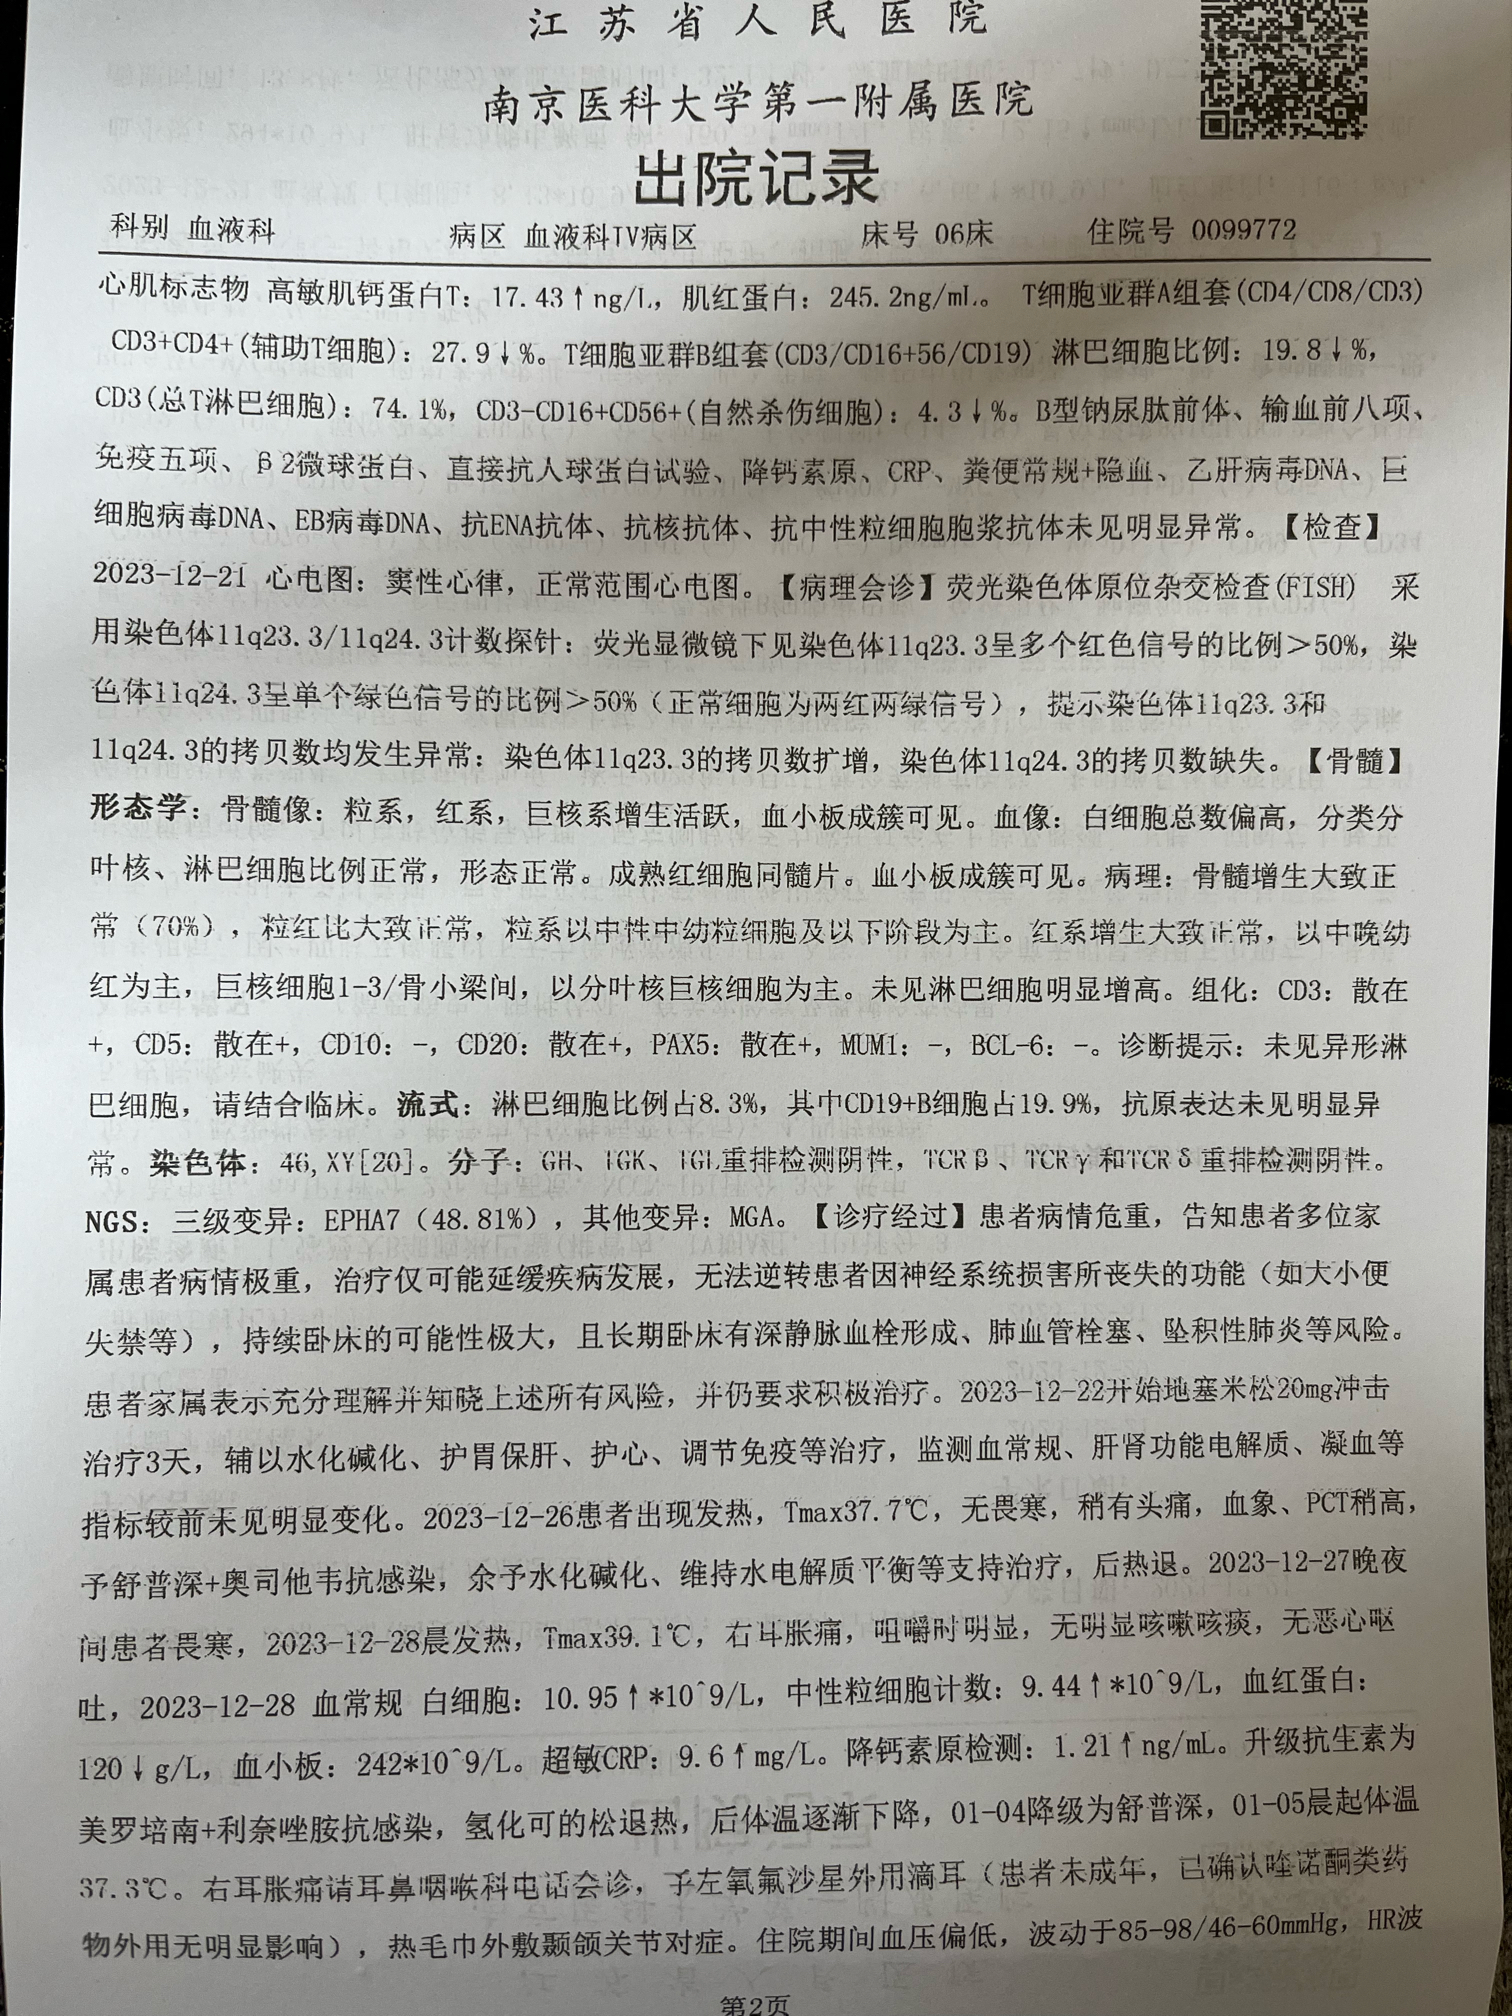 江苏省人民医院
南京医科大学第一附属医院
出院记录
科别 血液科 病区 血液科IV病区 床号 06床 住院号 0099772
心肌标志物 高敏肌钙蛋白T：17.43↑ng/L，肌红蛋白：245.2ng/mL。 T细胞亚群A组套(CD4/CD8/CD3)
CD3+CD4+(辅助T细胞)：27.9↓%。T细胞亚群B组套(CD3/CD16+56/CD19) 淋巴细胞比例：19.8↓%，
CD3(总T淋巴细胞)：74.1%，CD3-CD16+CD56+(自然杀伤细胞)：4.3↓%。B型钠尿肽前体、输血前八项、
免疫五项、β2微球蛋白、直接抗人球蛋白试验、降钙素原、CRP、粪便常规+隐血、乙肝病毒DNA、巨
细胞病毒DNA、EB病毒DNA、抗ENA抗体、抗核抗体、抗中性粒细胞胞浆抗体未见明显异常。【检查】
2023-12-21 心电图：窦性心律，正常范围心电图。【病理会诊】荧光染色体原位杂交检查(FISH) 采
用染色体11q23.3/11q24.3计数探针：荧光显微镜下见染色体11q23.3呈多个红色信号的比例＞50%，染
色体11q24.3呈单个绿色信号的比例＞50%（正常细胞为两红两绿信号），提示染色体11q23.3和
11q24.3的拷贝数均发生异常：染色体11q23.3的拷贝数扩增，染色体11q24.3的拷贝数缺失。【骨髓】
形态学：骨髓像：粒系，红系，巨核系增生活跃，血小板成簇可见。血像：白细胞总数偏高，分类分
叶核、淋巴细胞比例正常，形态正常。成熟红细胞同髓片。血小板成簇可见。病理：骨髓增生大致正
常（70%），粒红比大致正常，粒系以中性中幼粒细胞及以下阶段为主。红系增生大致正常，以中晚幼
红为主，巨核细胞1-3/骨小梁间，以分叶核巨核细胞为主。未见淋巴细胞明显增高。组化：CD3：散在
+，CD5：散在+，CD10：-，CD20：散在+，PAX5：散在+，MUM1：-，BCL-6：-。诊断提示：未见异形淋
巴细胞，请结合临床。流式：淋巴细胞比例占8.3%，其中CD19+B细胞占19.9%，抗原表达未见明显异
常。染色体：46,XY[20]。分子：GH、IGK、IGL重排检测阴性，TCRβ、TCRγ和TCRδ重排检测阴性。
NGS：三级变异：EPHA7（48.81%），其他变异：MGA。【诊疗经过】患者病情危重，告知患者多位家
属患者病情极重，治疗仅可能延缓疾病发展，无法逆转患者因神经系统损害所丧失的功能（如大小便
失禁等），持续卧床的可能性极大，且长期卧床有深静脉血栓形成、肺血管栓塞、坠积性肺炎等风险。
患者家属表示充分理解并知晓上述所有风险，并仍要求积极治疗。2023-12-22开始地塞米松20mg冲击
治疗3天，辅以水化碱化、护胃保肝、护心、调节免疫等治疗，监测血常规、肝肾功能电解质、凝血等
指标较前未见明显变化。2023-12-26患者出现发热，Tmax37.7℃，无畏寒，稍有头痛，血象、PCT稍高，
予舒普深+奥司他韦抗感染，余予水化碱化、维持水电解质平衡等支持治疗，后热退。2023-12-27晚夜
间患者畏寒，2023-12-28晨发热，Tmax39.1℃，右耳胀痛，咀嚼时明显，无明显咳嗽咳痰，无恶心呕
吐，2023-12-28 血常规 白细胞：10.95↑*10^9/L，中性粒细胞计数：9.44↑*10^9/L，血红蛋白：
120↓g/L，血小板：242*10^9/L。超敏CRP：9.6↑mg/L。降钙素原检测：1.21↑ng/mL。升级抗生素为
美罗培南+利奈唑胺抗感染，氢化可的松退热，后体温逐渐下降，01-04降级为舒普深，01-05晨起体温
37.3℃。右耳胀痛请耳鼻咽喉科电话会诊，予左氧氟沙星外用滴耳（患者未成年，已确认喹诺酮类药
物外用无明显影响），热毛巾外敷颞颌关节对症。住院期间血压偏低，波动于85-98/46-60mmHg，HR波
第2页